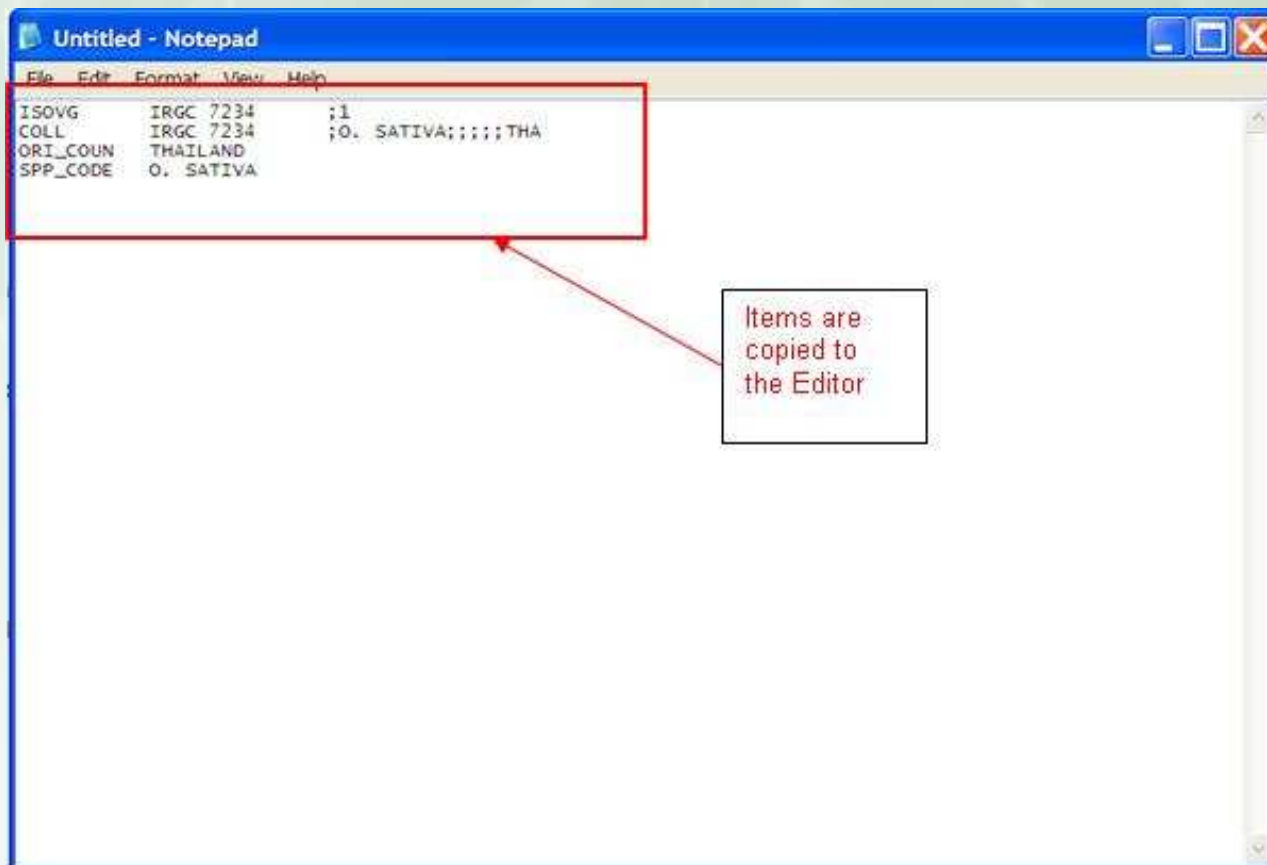 Untitled - Notepad
File Edit Format View Help
ISOVG IRGC 7234 ;1
COLL IRGC 7234 ;O. SATIVA;;;;;THA
ORI_COUN THAILAND
SPP_CODE O. SATIVA
Items are
copied to
the Editor